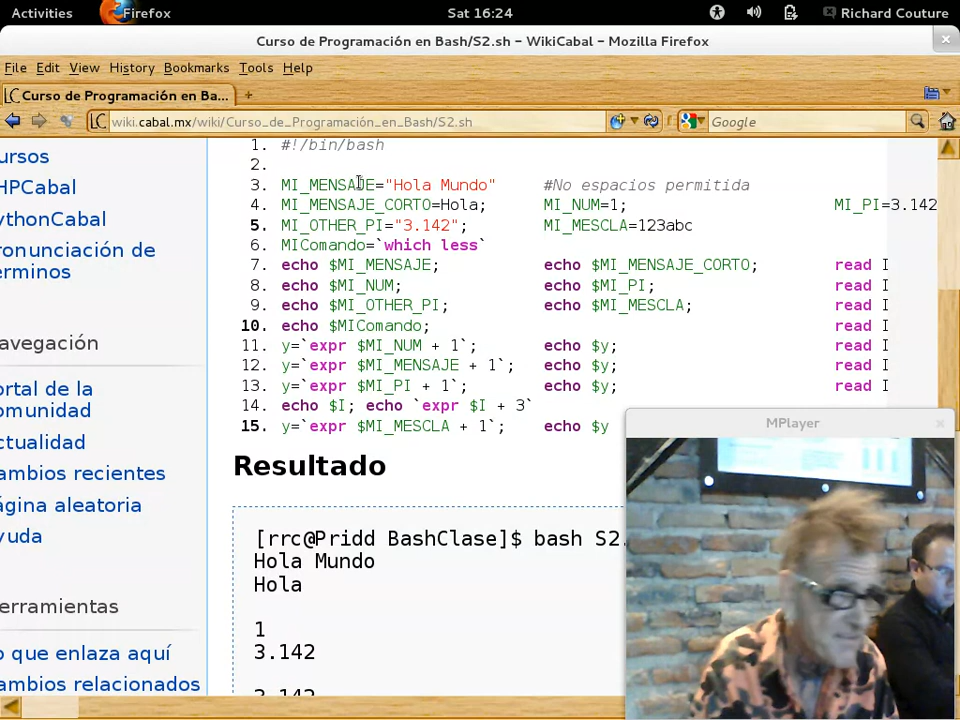 Activities Firefox Sat 16:24 Richard Couture
Curso de Programación en Bash/S2.sh - WikiCabal - Mozilla Firefox
File Edit View History Bookmarks Tools Help
Curso de Programación en Ba... +
wiki.cabal.mx/wiki/Curso_de_Programación_en_Bash/S2.sh Google
ursos
HPCabal
ythonCabal
ronunciación de
erminos
avegación
ortal de la
omunidad
ctualidad
ambios recientes
ágina aleatoria
yuda
erramientas
o que enlaza aquí
ambios relacionados
1. #!/bin/bash
2.
3. MI_MENSAJE="Hola Mundo" #No espacios permitida
4. MI_MENSAJE_CORTO=Hola; MI_NUM=1; MI_PI=3.142
5. MI_OTHER_PI="3.142"; MI_MESCLA=123abc
6. MIComando=`which less`
7. echo $MI_MENSAJE; echo $MI_MENSAJE_CORTO; read I
8. echo $MI_NUM; echo $MI_PI; read I
9. echo $MI_OTHER_PI; echo $MI_MESCLA; read I
10. echo $MIComando; read I
11. y=`expr $MI_NUM + 1`; echo $y; read I
12. y=`expr $MI_MENSAJE + 1`; echo $y; read I
13. y=`expr $MI_PI + 1`; echo $y; read I
14. echo $I; echo `expr $I + 3`
15. y=`expr $MI_MESCLA + 1`; echo $y
Resultado
[rrc@Pridd BashClase]$ bash S2.
Hola Mundo
Hola
1
3.142
3.142
MPlayer